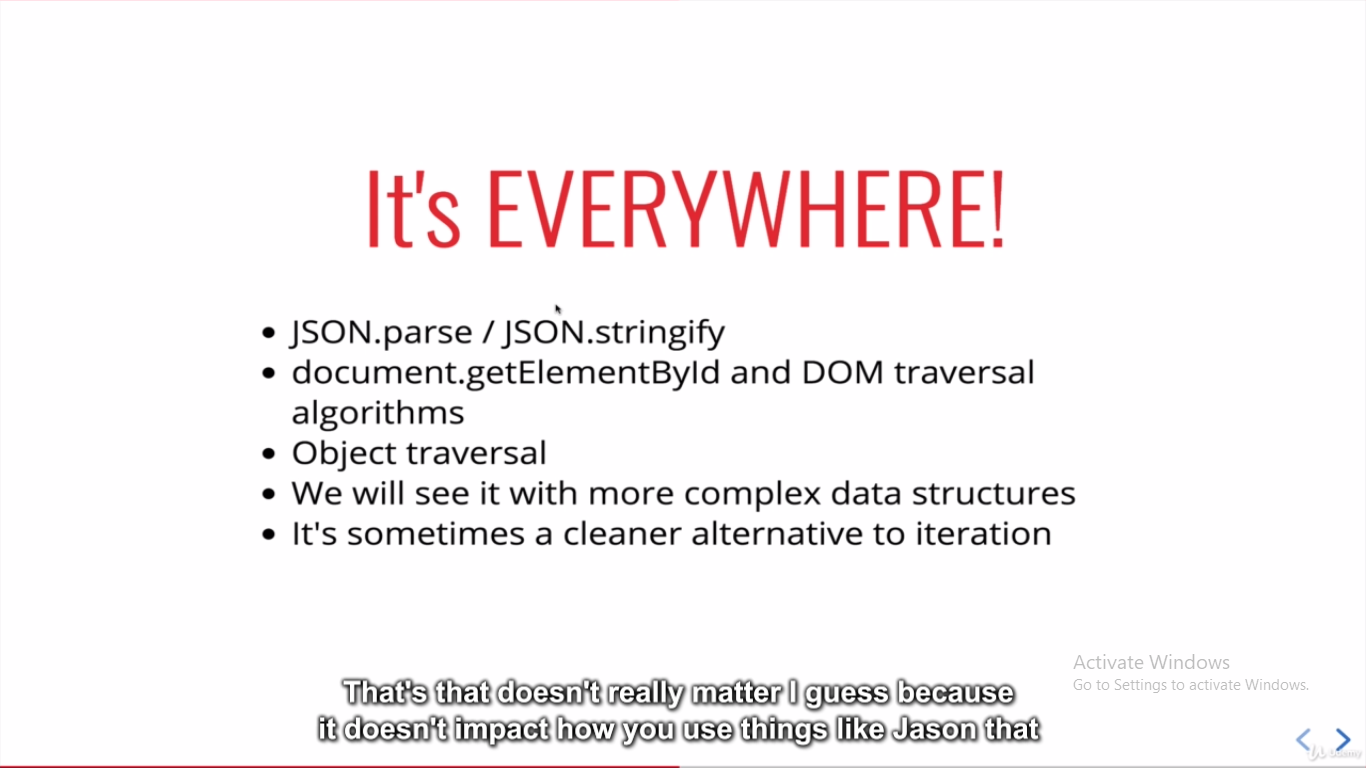 It's EVERYWHERE!
JSON.parse / JSON.stringify
document.getElementById and DOM traversal
algorithms
Object traversal
We will see it with more complex data structures
It's sometimes a cleaner alternative to iteration
Activate Windows
Go to Settings to activate Windows.
That's that doesn't really matter I guess because
it doesn't impact how you use things like Jason that
Udemy